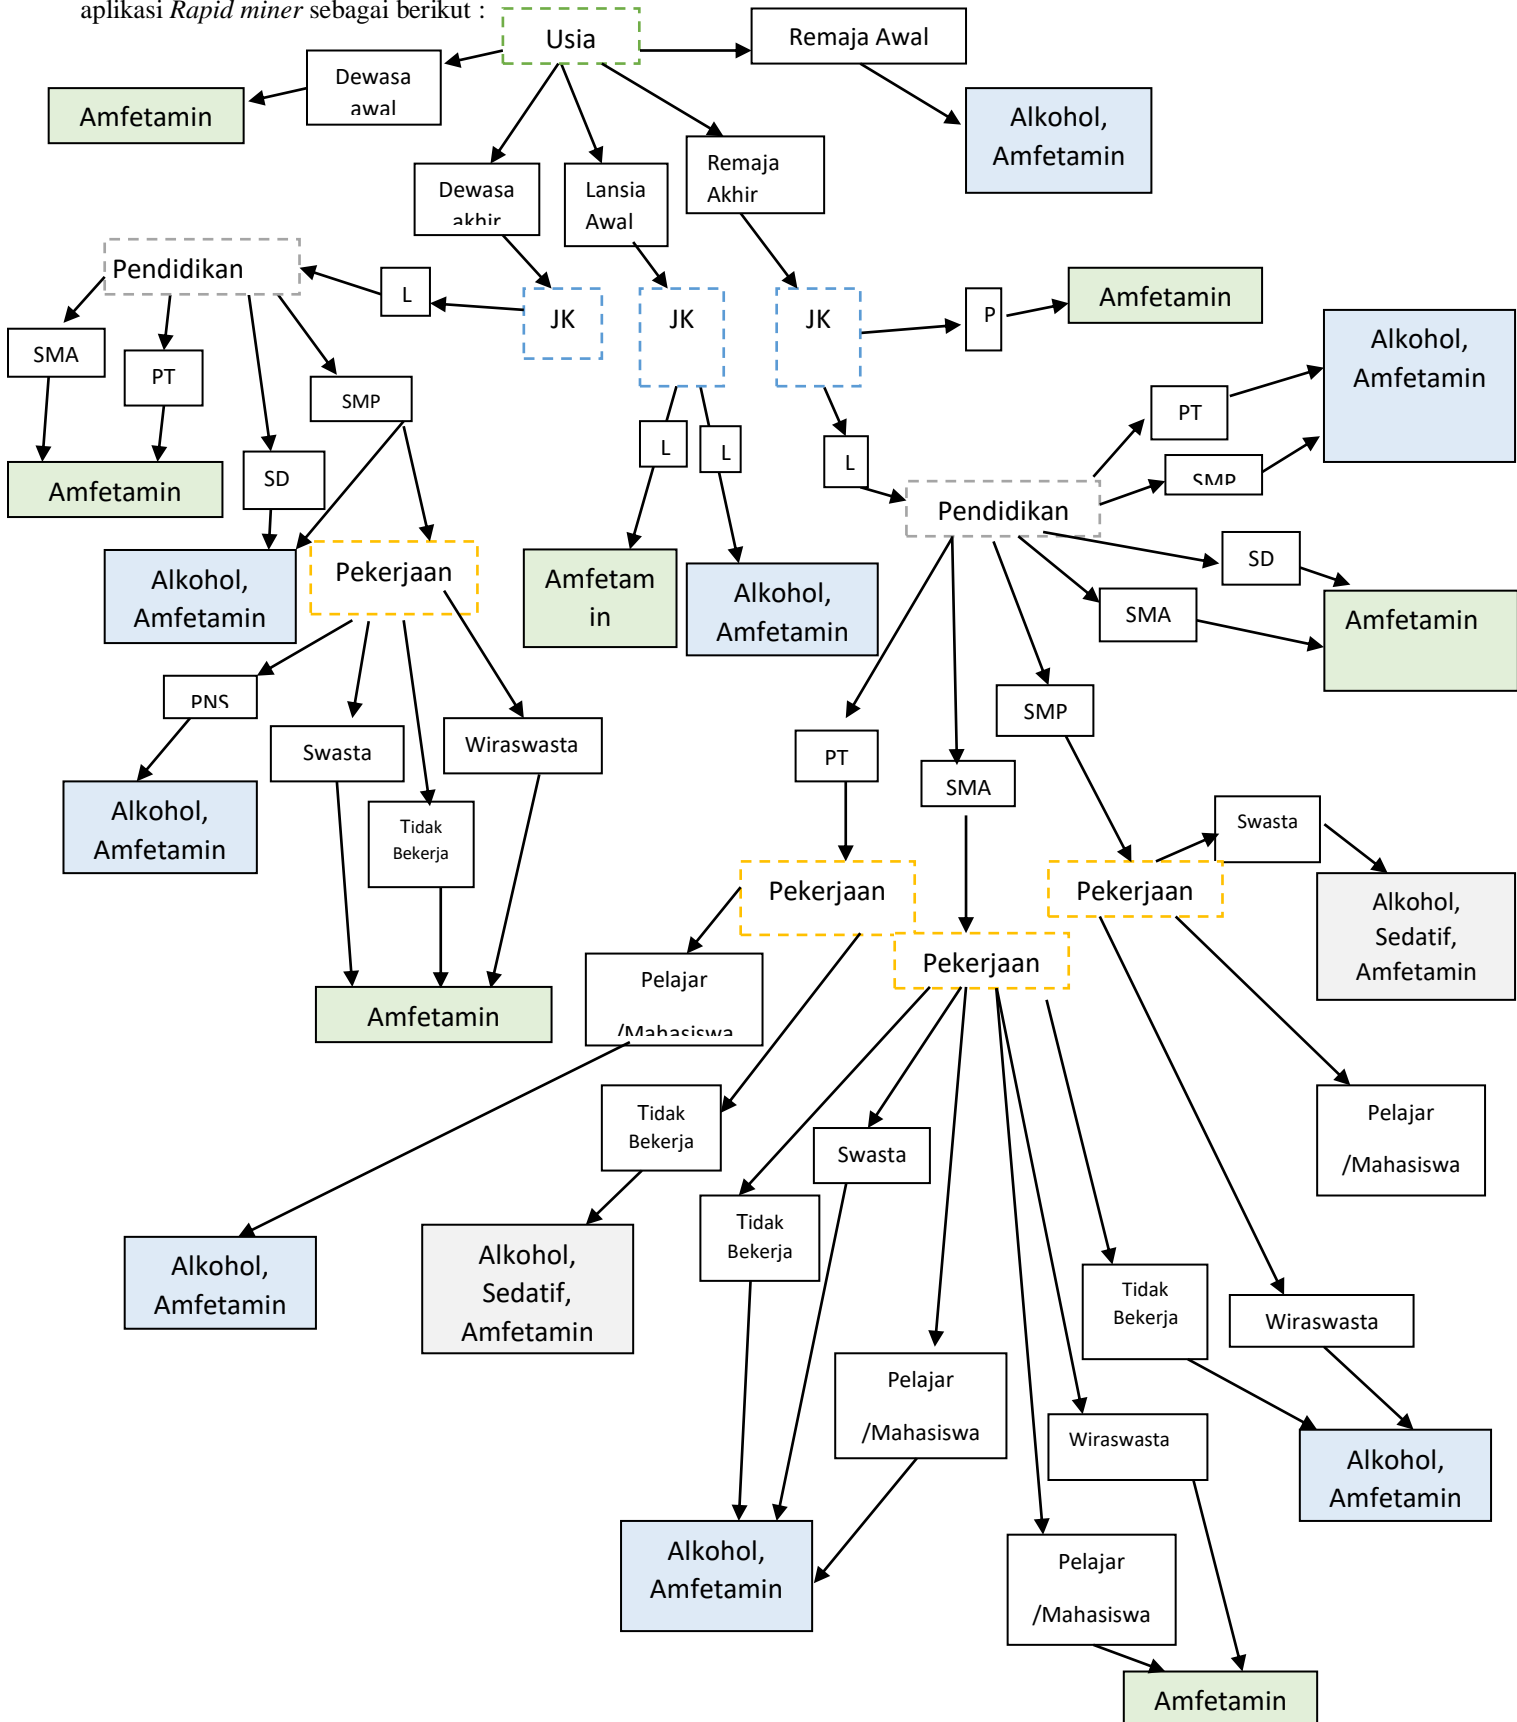 aplikasi Rapid miner sebagai berikut :
Usia
Remaja Awal
Dewasa
awal
Amfetamin
Alkohol,
Amfetamin
Dewasa
akhir
Lansia
Awal
Remaja
Akhir
Pendidikan
L
JK
JK
JK
P
Amfetamin
SMA
PT
SMP
Alkohol,
Amfetamin
PT
SMP
L
L
L
Amfetamin
SD
Pendidikan
Alkohol,
Amfetamin
Pekerjaan
Amfetam
in
Alkohol,
Amfetamin
SD
SMA
Amfetamin
PNS
Swasta
Wiraswasta
PT
SMA
SMP
Alkohol,
Amfetamin
Tidak
Bekerja
Swasta
Pekerjaan
Pekerjaan
Pekerjaan
Alkohol,
Sedatif,
Amfetamin
Amfetamin
Pelajar
/Mahasiswa
Tidak
Bekerja
Swasta
Pelajar
/Mahasiswa
Tidak
Bekerja
Alkohol,
Amfetamin
Alkohol,
Sedatif,
Amfetamin
Tidak
Bekerja
Wiraswasta
Pelajar
/Mahasiswa
Wiraswasta
Alkohol,
Amfetamin
Alkohol,
Amfetamin
Pelajar
/Mahasiswa
Amfetamin